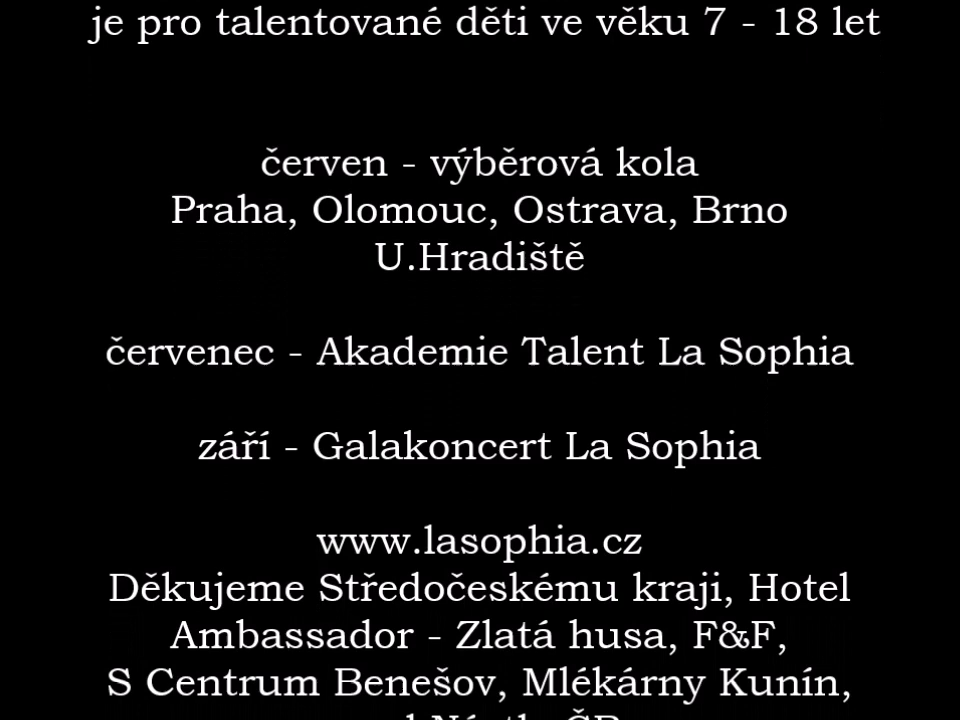 je pro talentované děti ve věku 7 - 18 let
červen - výběrová kola
Praha, Olomouc, Ostrava, Brno
U.Hradiště
červenec - Akademie Talent La Sophia
září - Galakoncert La Sophia
www.lasophia.cz
Děkujeme Středočeskému kraji, Hotel
Ambassador - Zlatá husa, F&F,
S Centrum Benešov, Mlékárny Kunín,
ČR